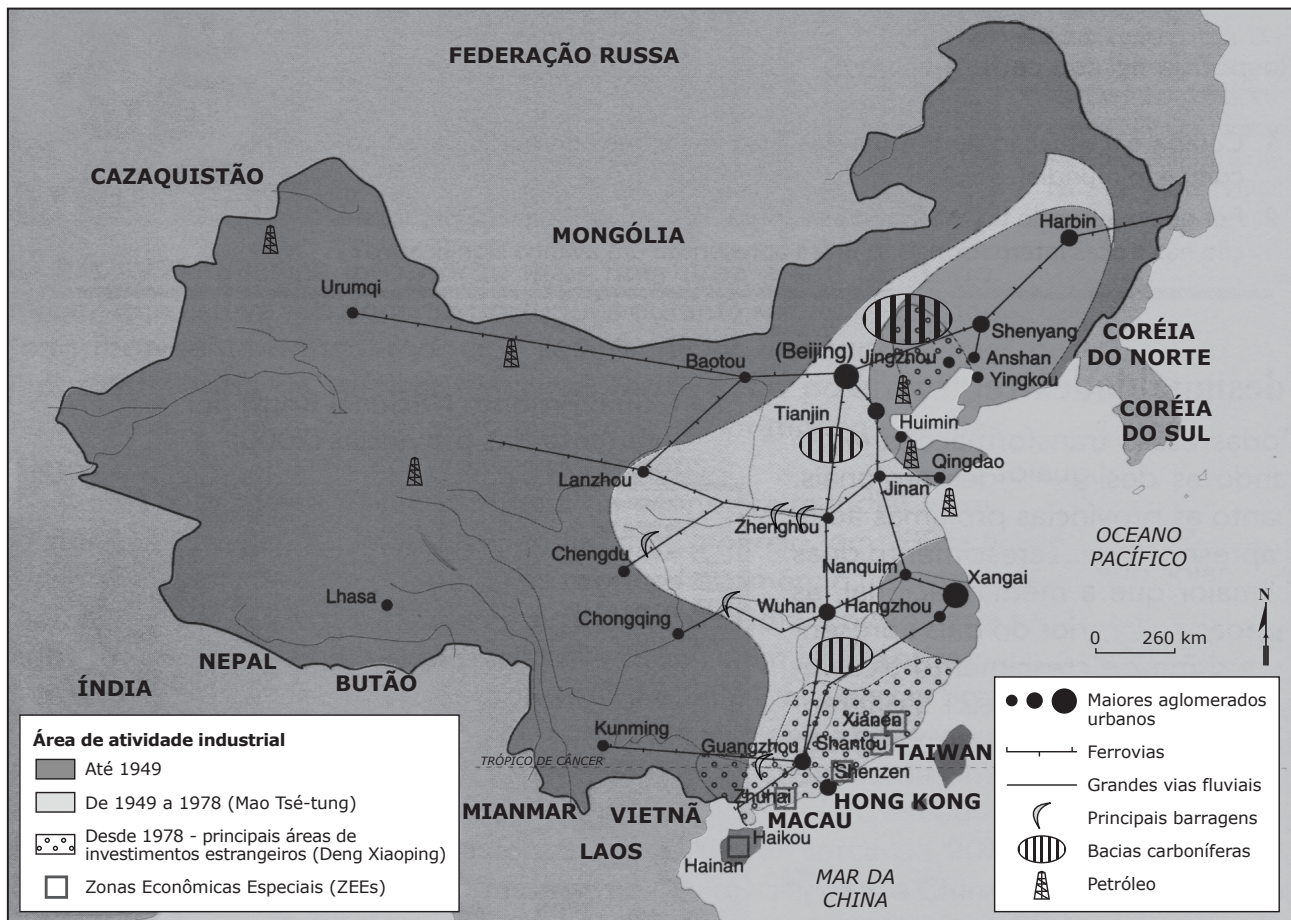 FEDERAÇÃO RUSSA
CAZAQUISTÃO
MONGÓLIA
Harbin
Urumqi
Shenyang
CORÉIA
DO NORTE
(Beijing)
Jingzhou
Anshan
Baotou
Yingkou
CORÉIA
DO SUL
Tianjin
Huimin
Qingdao
Lanzhou
Jinan
Zhenghou
OCEANO
PACÍFICO
Chengdu
Nanquim
Xangai
Lhasa
Wuhan
Hangzhou
N
Chongqing
0 260 km
NEPAL
ÍNDIA
BUTÃO
Kunming
Xianen
Guangzhou
Shantou
TAIWAN
TRÓPICO DE CÂNCER
Shenzen
MIANMAR
VIETNÃ
Zhuhai
HONG KONG
MACAU
LAOS
Haikou
Hainan
MAR DA
CHINA
Área de atividade industrial
Até 1949
De 1949 a 1978 (Mao Tsé-tung)
Desde 1978 - principais áreas de
investimentos estrangeiros (Deng Xiaoping)
Zonas Econômicas Especiais (ZEEs)
Maiores aglomerados
urbanos
Ferrovias
Grandes vias fluviais
Principais barragens
Bacias carboníferas
Petróleo